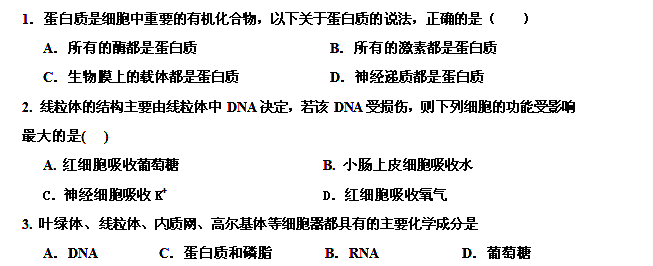 1．蛋白质是细胞中重要的有机化合物，以下关于蛋白质的说法，正确的是（　　）
A．所有的酶都是蛋白质　　B．所有的激素都是蛋白质
C．生物膜上的载体都是蛋白质　　D．神经递质都是蛋白质
2. 线粒体的结构主要由线粒体中 DNA 决定，若该 DNA 受损伤，则下列细胞的功能受影响
最大的是(　)
A. 红细胞吸收葡萄糖　　B. 小肠上皮细胞吸收水
C．神经细胞吸收 K⁺　　D．红细胞吸收氧气
3. 叶绿体、线粒体、内质网、高尔基体等细胞器都具有的主要化学成分是
A．DNA　　C．蛋白质和磷脂　　B．RNA　　D．葡萄糖